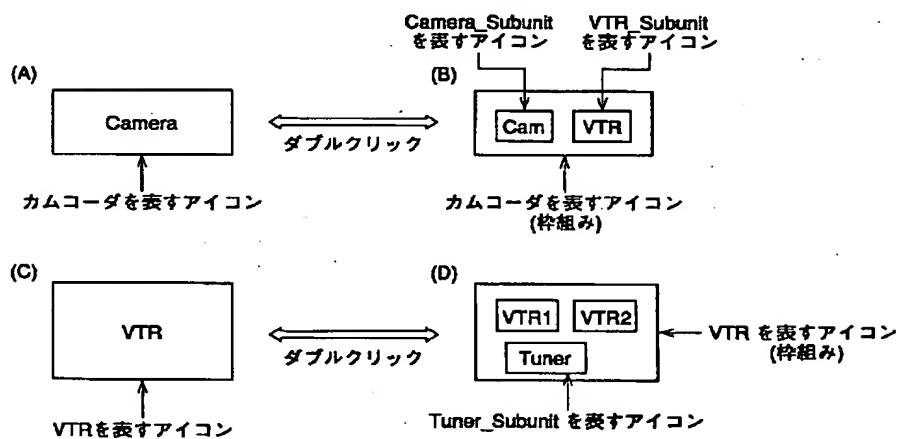 Camera_Subunit
を表すアイコン
VTR_Subunit
を表すアイコン
(A)
Camera
カムコーダを表すアイコン
ダブルクリック
(B)
Cam
VTR
カムコーダを表すアイコン
(枠組み)
(C)
VTR
VTRを表すアイコン
ダブルクリック
(D)
VTR1
VTR2
Tuner
VTR を表すアイコン
(枠組み)
Tuner_Subunit を表すアイコン